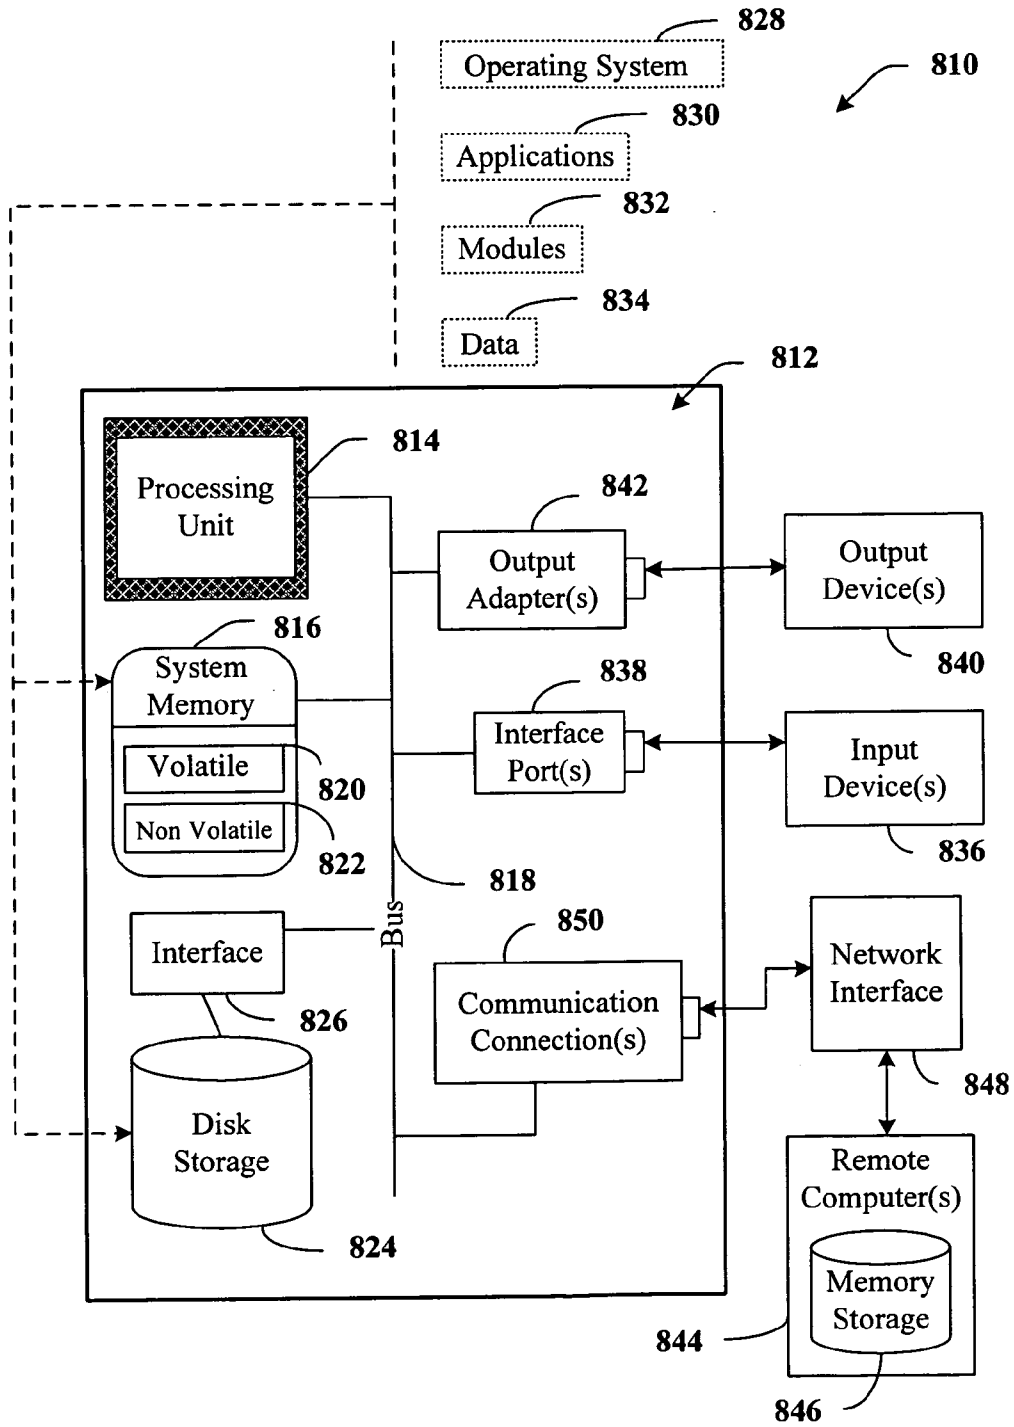 828
Operating System
810
830
Applications
832
Modules
834
Data
812
814
Processing
Unit
842
Output
Adapter(s)
Output
Device(s)
840
816
System
Memory
838
Interface
Port(s)
Input
Device(s)
836
Volatile
820
Non Volatile
822
818
Bus
850
Interface
826
Communication
Connection(s)
Network
Interface
848
Disk
Storage
824
Remote
Computer(s)
Memory
Storage
844
846